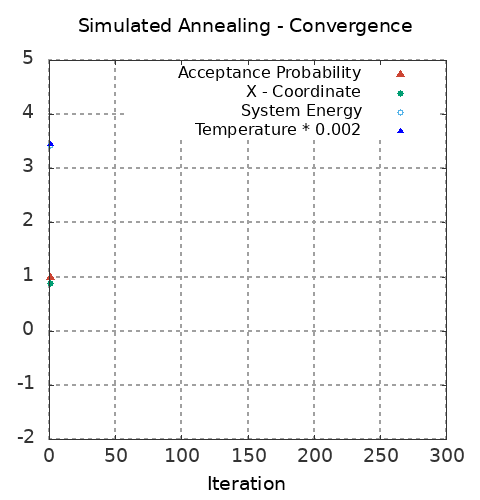 Simulated Annealing - Convergence
5
4
3
2
1
0
-1
-2
Acceptance Probability
X - Coordinate
System Energy
Temperature * 0.002
0 50 100 150 200 250 300
Iteration